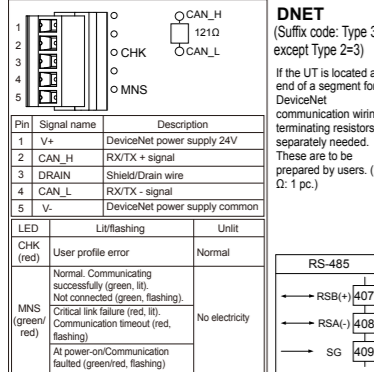 1
2
3
4
5
CHK
MNS
CAN_H
121Ω
CAN_L
Pin Signal name Description
1 V+ DeviceNet power supply 24V
2 CAN_H RX/TX + signal
3 DRAIN Shield/Drain wire
4 CAN_L RX/TX - signal
5 V- DeviceNet power supply common
LED Lit/flashing Unlit
CHK
(red)
User profile error Normal
MNS
(green/
red)
Normal. Communicating
successfully (green, lit).
Not connected (green, flashing).
Critical link failure (red, lit).
Communication timeout (red,
flashing)
At power-on/Communication
faulted (green/red, flashing)
No electricity
DNET
(Suffix code: Type 3
except Type 2=3)
If the UT is located a
end of a segment for
DeviceNet
communication wirin
terminating resistors
separately needed.
These are to be
prepared by users. (
Ω: 1 pc.)
RS-485
RSB(+) 407
RSA(-) 408
SG 409